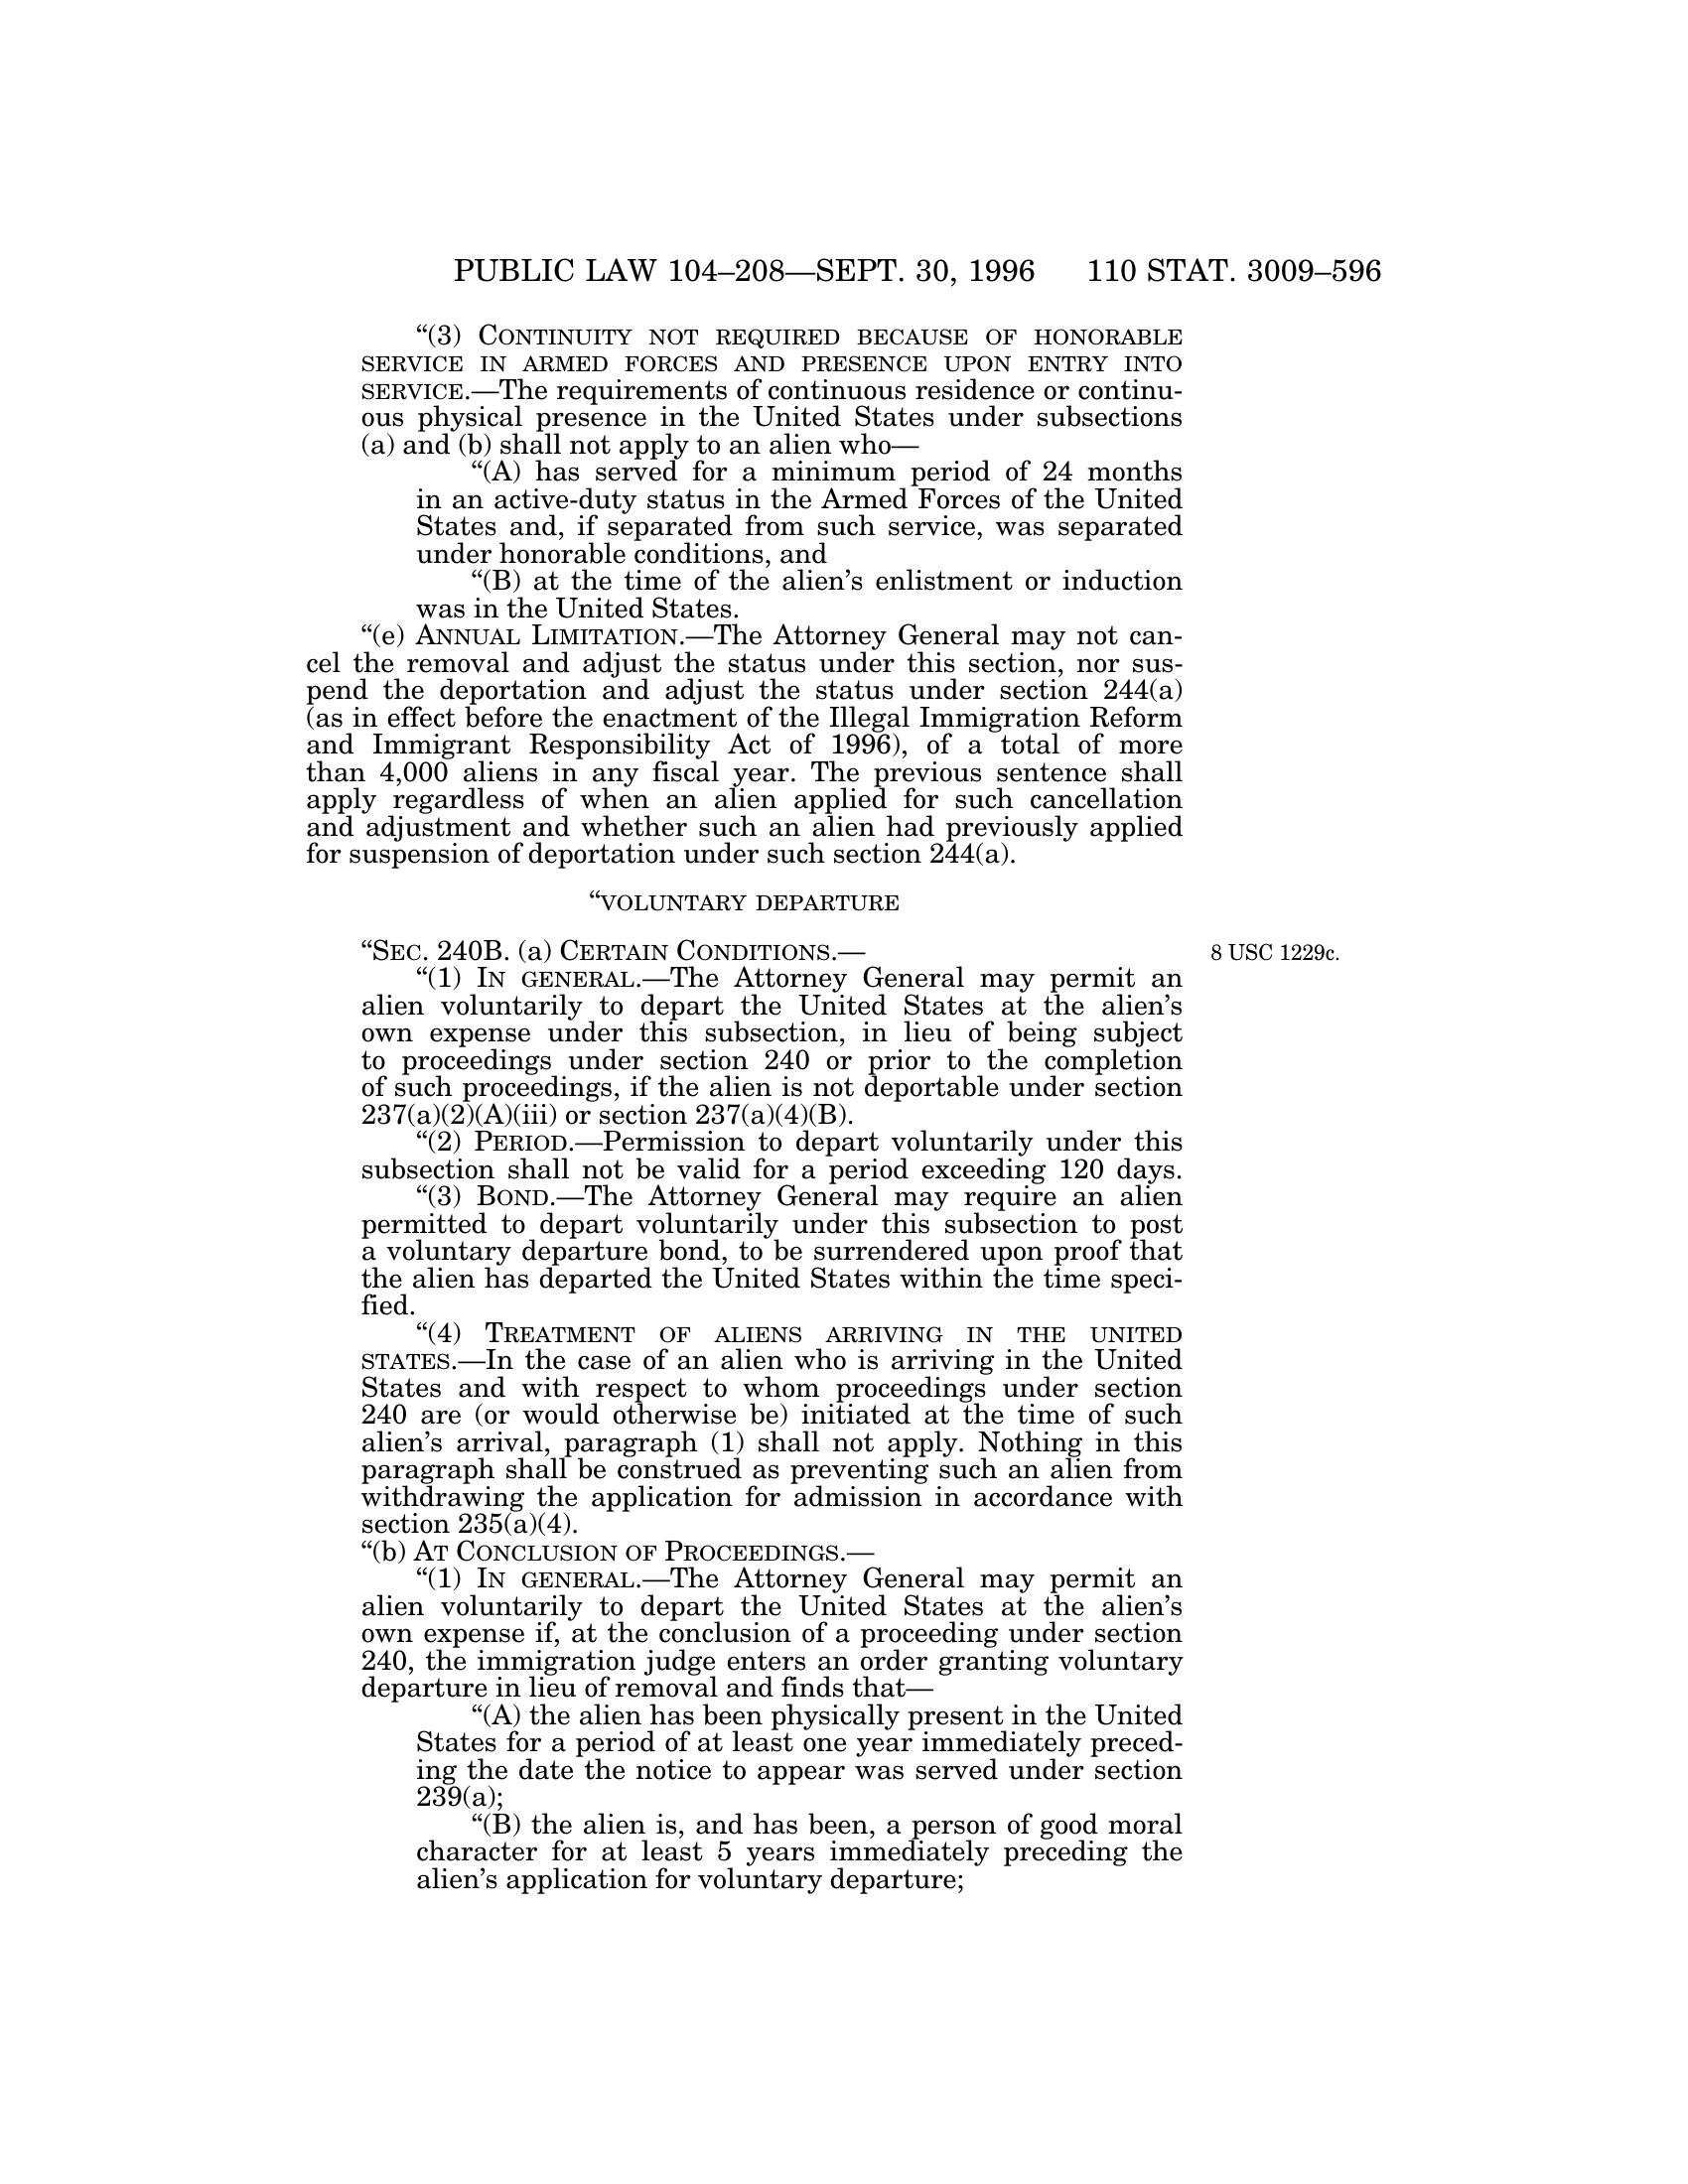 PUBLIC LAW 104–208—SEPT. 30, 1996 110 STAT. 3009–596
“(3) CONTINUITY NOT REQUIRED BECAUSE OF HONORABLE
SERVICE IN ARMED FORCES AND PRESENCE UPON ENTRY INTO
SERVICE.—The requirements of continuous residence or continu-
ous physical presence in the United States under subsections
(a) and (b) shall not apply to an alien who—
“(A) has served for a minimum period of 24 months
in an active-duty status in the Armed Forces of the United
States and, if separated from such service, was separated
under honorable conditions, and
“(B) at the time of the alien’s enlistment or induction
was in the United States.
“(e) ANNUAL LIMITATION.—The Attorney General may not can-
cel the removal and adjust the status under this section, nor sus-
pend the deportation and adjust the status under section 244(a)
(as in effect before the enactment of the Illegal Immigration Reform
and Immigrant Responsibility Act of 1996), of a total of more
than 4,000 aliens in any fiscal year. The previous sentence shall
apply regardless of when an alien applied for such cancellation
and adjustment and whether such an alien had previously applied
for suspension of deportation under such section 244(a).
“VOLUNTARY DEPARTURE
“SEC. 240B. (a) CERTAIN CONDITIONS.—
8 USC 1229c.
“(1) IN GENERAL.—The Attorney General may permit an
alien voluntarily to depart the United States at the alien’s
own expense under this subsection, in lieu of being subject
to proceedings under section 240 or prior to the completion
of such proceedings, if the alien is not deportable under section
237(a)(2)(A)(iii) or section 237(a)(4)(B).
“(2) PERIOD.—Permission to depart voluntarily under this
subsection shall not be valid for a period exceeding 120 days.
“(3) BOND.—The Attorney General may require an alien
permitted to depart voluntarily under this subsection to post
a voluntary departure bond, to be surrendered upon proof that
the alien has departed the United States within the time speci-
fied.
“(4) TREATMENT OF ALIENS ARRIVING IN THE UNITED
STATES.—In the case of an alien who is arriving in the United
States and with respect to whom proceedings under section
240 are (or would otherwise be) initiated at the time of such
alien’s arrival, paragraph (1) shall not apply. Nothing in this
paragraph shall be construed as preventing such an alien from
withdrawing the application for admission in accordance with
section 235(a)(4).
“(b) AT CONCLUSION OF PROCEEDINGS.—
“(1) IN GENERAL.—The Attorney General may permit an
alien voluntarily to depart the United States at the alien’s
own expense if, at the conclusion of a proceeding under section
240, the immigration judge enters an order granting voluntary
departure in lieu of removal and finds that—
“(A) the alien has been physically present in the United
States for a period of at least one year immediately preced-
ing the date the notice to appear was served under section
239(a);
“(B) the alien is, and has been, a person of good moral
character for at least 5 years immediately preceding the
alien’s application for voluntary departure;